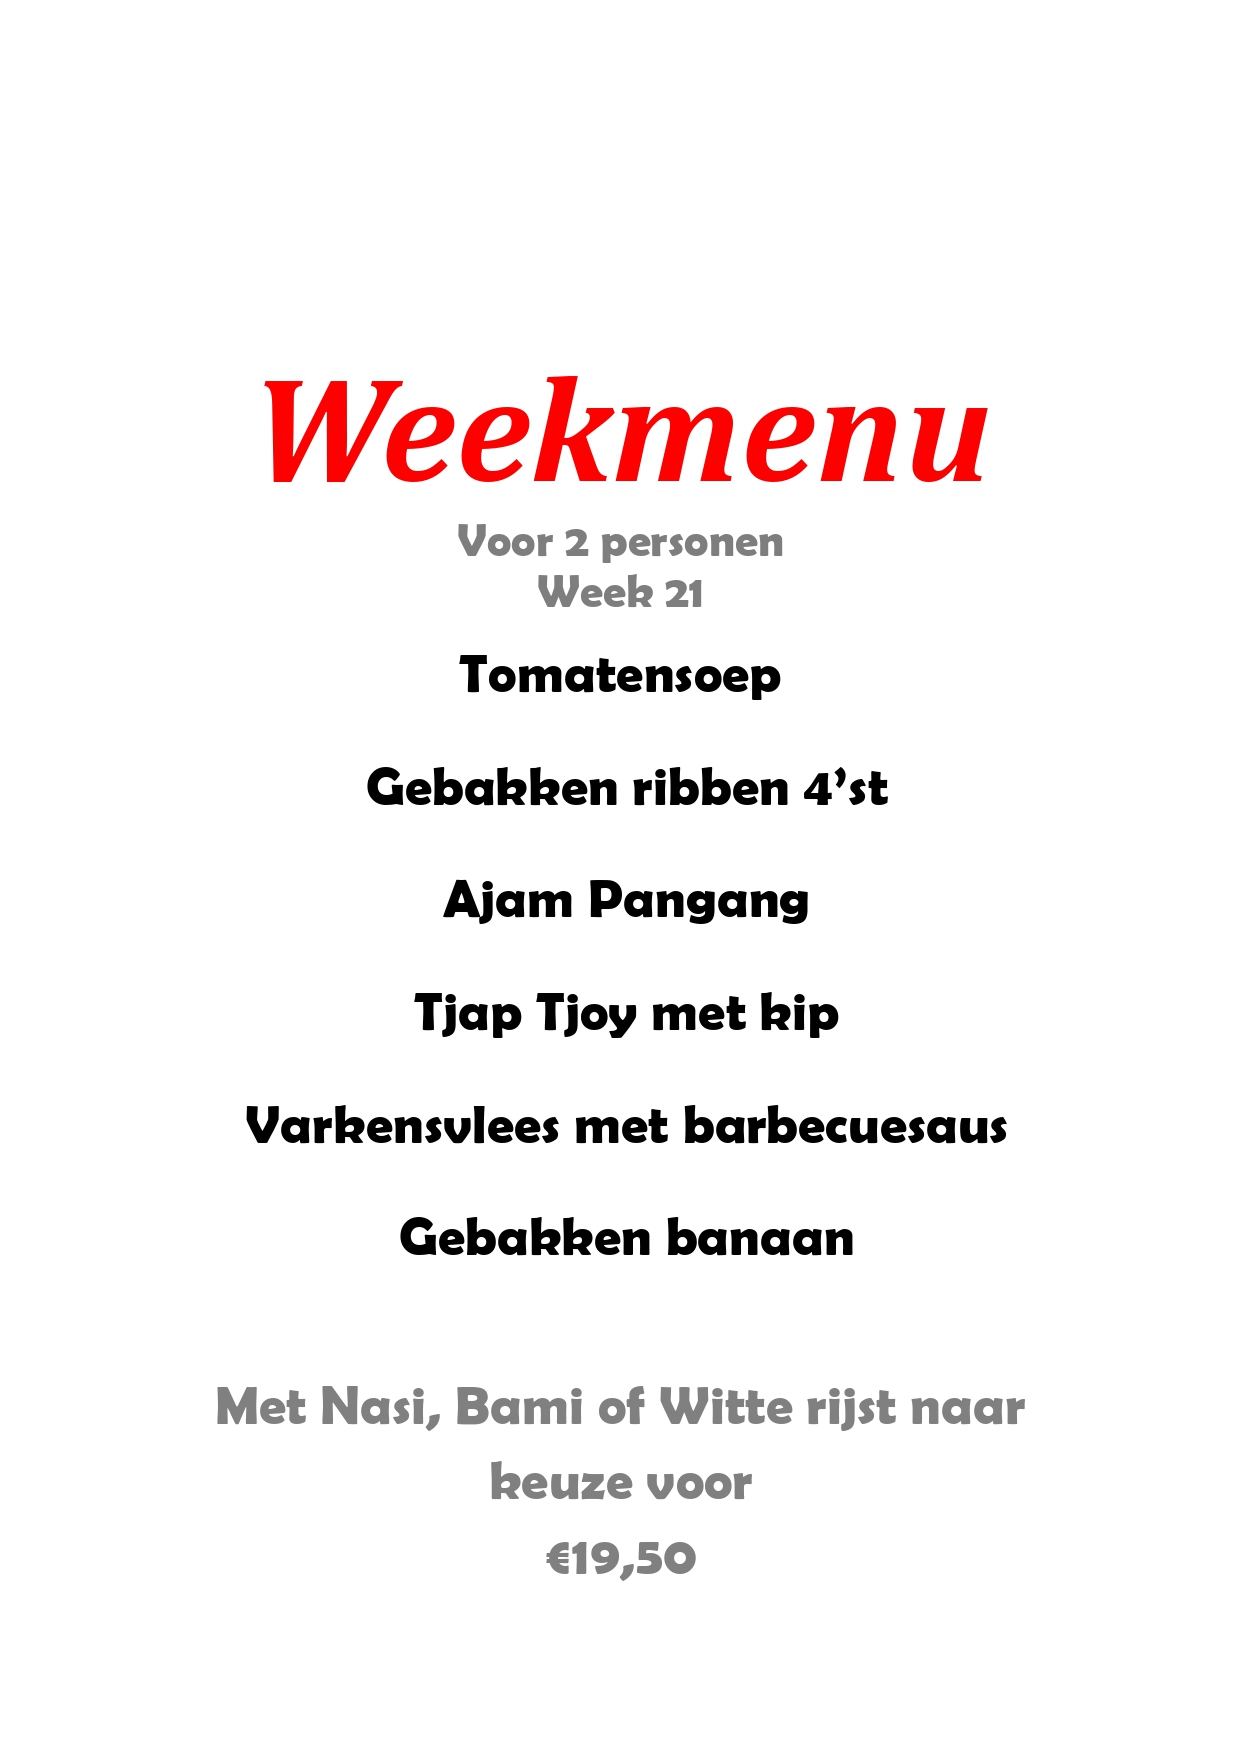 Weekmenu
Voor 2 personen
Week 21
Tomatensoep
Gebakken ribben 4’st
Ajam Pangang
Tjap Tjoy met kip
Varkensvlees met barbecuesaus
Gebakken banaan
Met Nasi, Bami of Witte rijst naar
keuze voor
€19,50